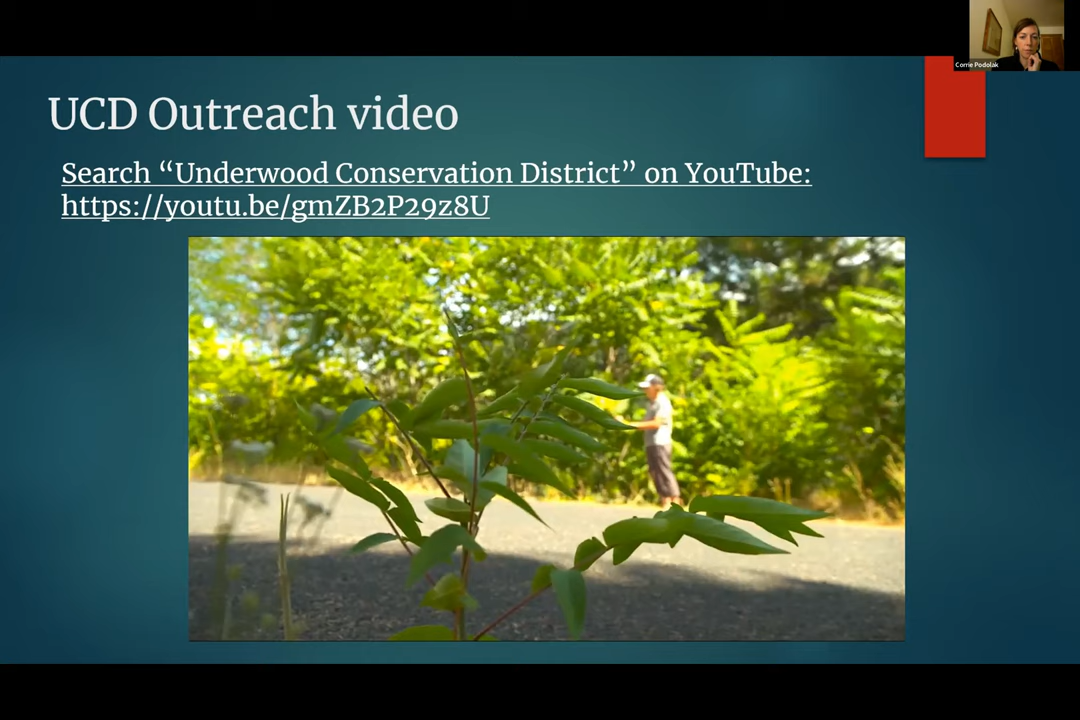 Corrie Podolak
UCD Outreach video
Search “Underwood Conservation District” on YouTube:
https://youtu.be/gmZB2P29z8U